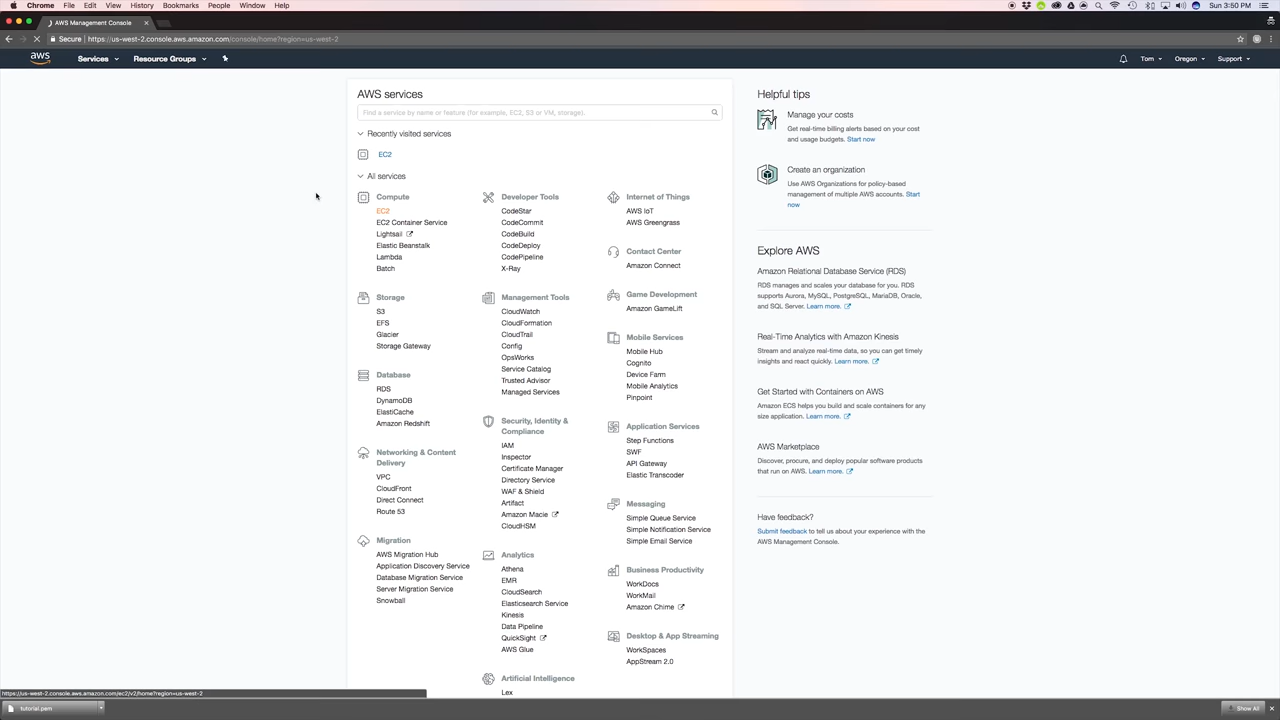 Chrome File Edit View History Bookmarks People Window Help
Sun 3:50 PM
AWS Management Console
Secure https://us-west-2.console.aws.amazon.com/console/home?region=us-west-2
aws Services Resource Groups
Tom Oregon Support
AWS services
Find a service by name or feature (for example, EC2, S3 or VM, storage).
Recently visited services
EC2
All services
Compute
EC2
EC2 Container Service
Lightsail
Elastic Beanstalk
Lambda
Batch
Storage
S3
EFS
Glacier
Storage Gateway
Database
RDS
DynamoDB
ElastiCache
Amazon Redshift
Networking & Content
Delivery
VPC
CloudFront
Direct Connect
Route 53
Migration
AWS Migration Hub
Application Discovery Service
Database Migration Service
Server Migration Service
Snowball
Developer Tools
CodeStar
CodeCommit
CodeBuild
CodeDeploy
CodePipeline
X-Ray
Management Tools
CloudWatch
CloudFormation
CloudTrail
Config
OpsWorks
Service Catalog
Trusted Advisor
Managed Services
Security, Identity &
Compliance
IAM
Inspector
Certificate Manager
Directory Service
WAF & Shield
Artifact
Amazon Macie
CloudHSM
Analytics
Athena
EMR
CloudSearch
Elasticsearch Service
Kinesis
Data Pipeline
QuickSight
AWS Glue
Artificial Intelligence
Lex
Internet of Things
AWS IoT
AWS Greengrass
Contact Center
Amazon Connect
Game Development
Amazon GameLift
Mobile Services
Mobile Hub
Cognito
Device Farm
Mobile Analytics
Pinpoint
Application Services
Step Functions
SWF
API Gateway
Elastic Transcoder
Messaging
Simple Queue Service
Simple Notification Service
Simple Email Service
Business Productivity
WorkDocs
WorkMail
Amazon Chime
Desktop & App Streaming
WorkSpaces
AppStream 2.0
Helpful tips
Manage your costs
Get real-time billing alerts based on your cost
and usage budgets. Start now
Create an organization
Use AWS Organizations for policy-based
management of multiple AWS accounts. Start
now
Explore AWS
Amazon Relational Database Service (RDS)
RDS manages and scales your database for you. RDS
supports Aurora, MySQL, PostgreSQL, MariaDB, Oracle,
and SQL Server. Learn more.
Real-Time Analytics with Amazon Kinesis
Stream and analyze real-time data, so you can get timely
insights and react quickly. Learn more.
Get Started with Containers on AWS
Amazon ECS helps you build and scale containers for any
size application. Learn more.
AWS Marketplace
Discover, procure, and deploy popular software products
that run on AWS. Learn more.
Have feedback?
Submit feedback to tell us about your experience with the
AWS Management Console.
https://us-west-2.console.aws.amazon.com/ec2/v2/home?region=us-west-2
tutorial.pem
Show All